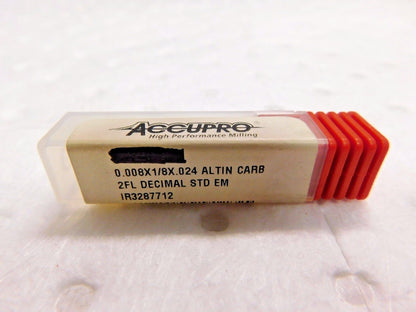 ACCUPRO
High Performance Milling
0.008X1/8X.024 ALTIN CARB
2FL DECIMAL STD EM
IR3287712